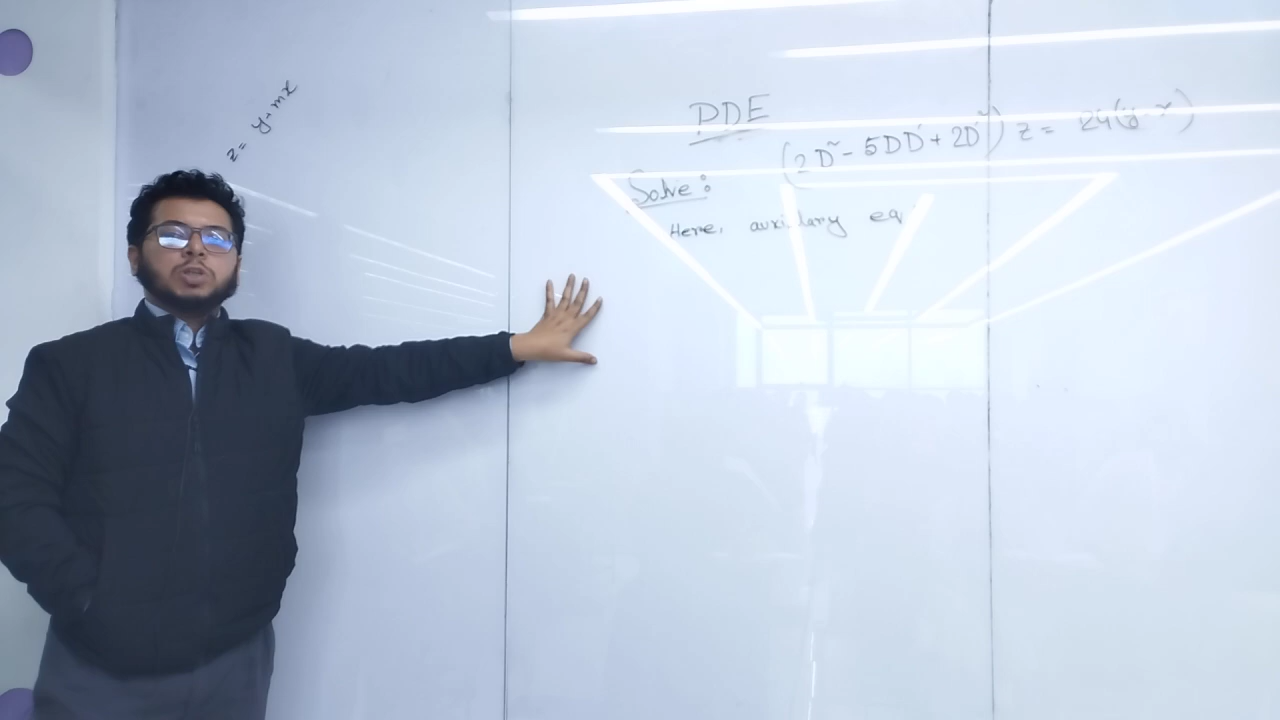 z = y + mx
PDE
Solve: (2D² - 5DD' + 2D'²) z = 24(y - x)
Here, auxiliary eq